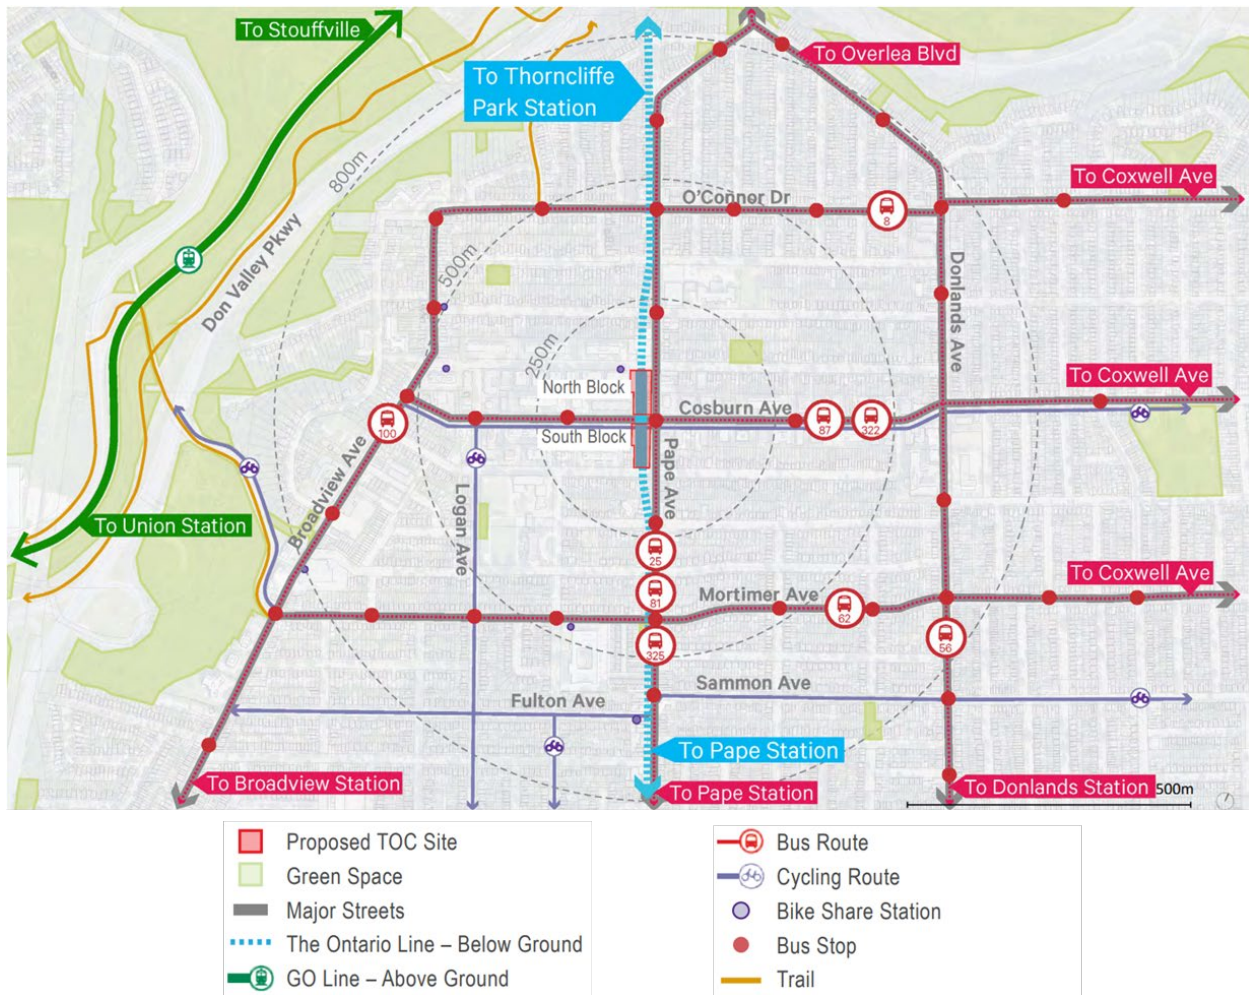 To Stouffville
To Overlea Blvd
To Thorncliffe
Park Station
800m
To Coxwell Ave
O'Connor Dr
8
Don Valley Pkwy
500m
Donlands Ave
250m
North Block
To Coxwell Ave
Cosburn Ave
100
87
322
South Block
Broadview Ave
Logan Ave
Pape Ave
To Union Station
25
To Coxwell Ave
81
Mortimer Ave
62
325
56
Sammon Ave
Fulton Ave
To Pape Station
To Broadview Station
To Pape Station
To Donlands Station
500m
Proposed TOC Site
Green Space
Major Streets
The Ontario Line – Below Ground
GO Line – Above Ground
Bus Route
Cycling Route
Bike Share Station
Bus Stop
Trail